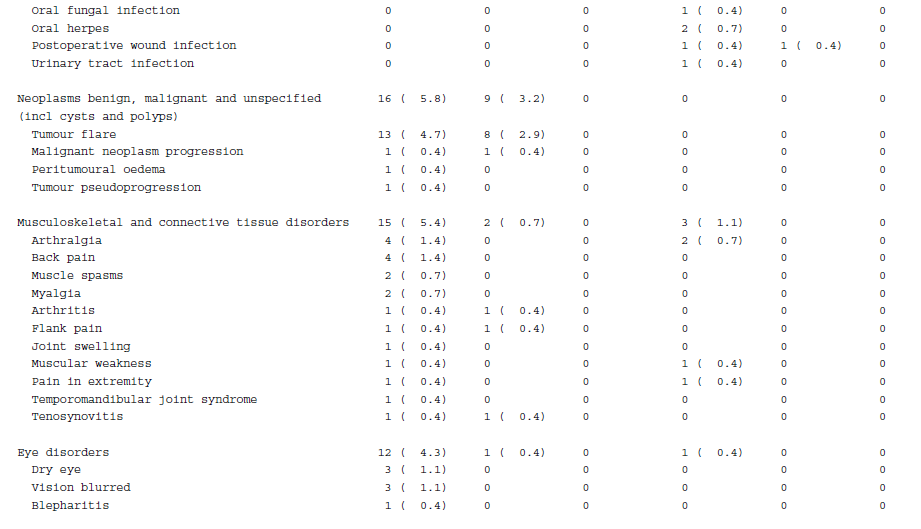 Oral fungal infection 0 0 0 1 ( 0.4) 0 0
Oral herpes 0 0 0 2 ( 0.7) 0 0
Postoperative wound infection 0 0 0 1 ( 0.4) 1 ( 0.4) 0
Urinary tract infection 0 0 0 1 ( 0.4) 0 0
Neoplasms benign, malignant and unspecified 16 ( 5.8) 9 ( 3.2) 0 0 0 0
(incl cysts and polyps)
Tumour flare 13 ( 4.7) 8 ( 2.9) 0 0 0 0
Malignant neoplasm progression 1 ( 0.4) 1 ( 0.4) 0 0 0 0
Peritumoural oedema 1 ( 0.4) 0 0 0 0 0
Tumour pseudoprogression 1 ( 0.4) 0 0 0 0 0
Musculoskeletal and connective tissue disorders 15 ( 5.4) 2 ( 0.7) 0 3 ( 1.1) 0 0
Arthralgia 4 ( 1.4) 0 0 2 ( 0.7) 0 0
Back pain 4 ( 1.4) 0 0 0 0 0
Muscle spasms 2 ( 0.7) 0 0 0 0 0
Myalgia 2 ( 0.7) 0 0 0 0 0
Arthritis 1 ( 0.4) 1 ( 0.4) 0 0 0 0
Flank pain 1 ( 0.4) 1 ( 0.4) 0 0 0 0
Joint swelling 1 ( 0.4) 0 0 0 0 0
Muscular weakness 1 ( 0.4) 0 0 1 ( 0.4) 0 0
Pain in extremity 1 ( 0.4) 0 0 1 ( 0.4) 0 0
Temporomandibular joint syndrome 1 ( 0.4) 0 0 0 0 0
Tenosynovitis 1 ( 0.4) 1 ( 0.4) 0 0 0 0
Eye disorders 12 ( 4.3) 1 ( 0.4) 0 1 ( 0.4) 0 0
Dry eye 3 ( 1.1) 0 0 0 0 0
Vision blurred 3 ( 1.1) 0 0 0 0 0
Blepharitis 1 ( 0.4) 0 0 0 0 0